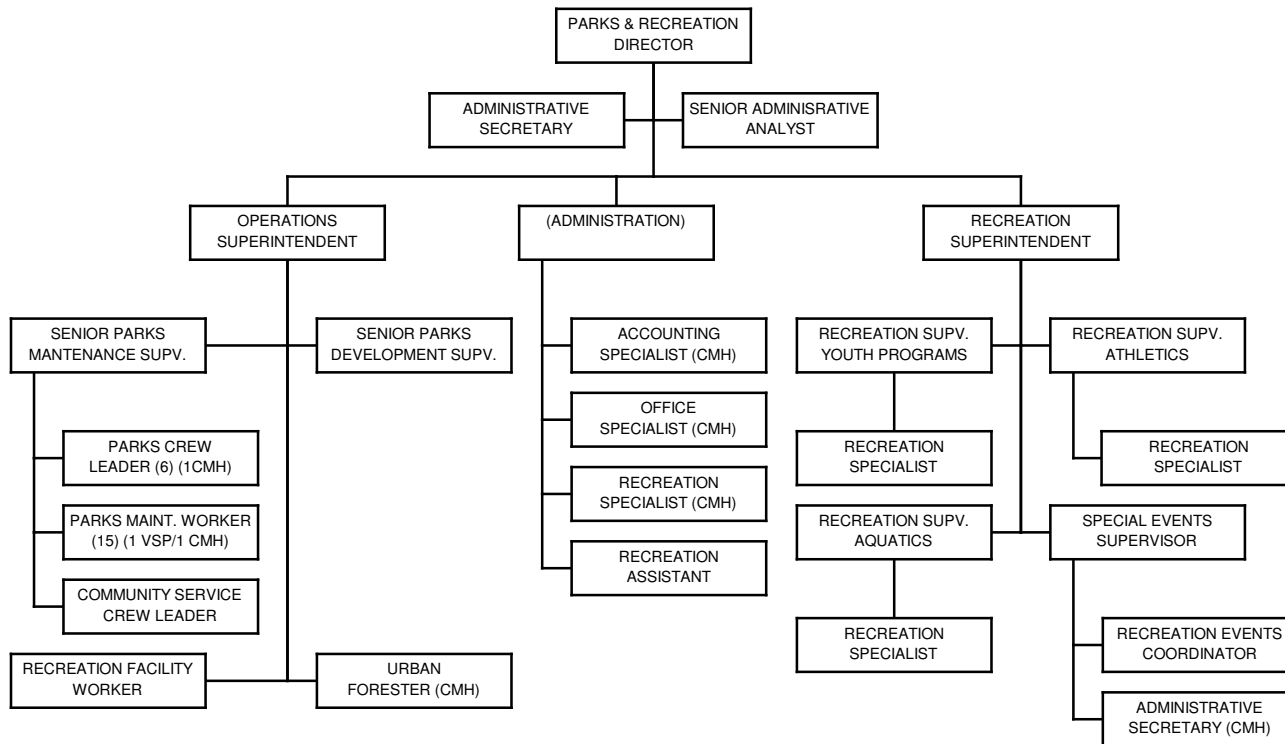 PARKS & RECREATION
DIRECTOR
ADMINISTRATIVE
SECRETARY
SENIOR ADMINISRATIVE
ANALYST
OPERATIONS
SUPERINTENDENT
(ADMINISTRATION)
RECREATION
SUPERINTENDENT
SENIOR PARKS
MANTENANCE SUPV.
SENIOR PARKS
DEVELOPMENT SUPV.
PARKS CREW
LEADER (6) (1CMH)
PARKS MAINT. WORKER
(15) (1 VSP/1 CMH)
COMMUNITY SERVICE
CREW LEADER
RECREATION FACILITY
WORKER
URBAN
FORESTER (CMH)
ACCOUNTING
SPECIALIST (CMH)
OFFICE
SPECIALIST (CMH)
RECREATION
SPECIALIST (CMH)
RECREATION
ASSISTANT
RECREATION SUPV.
YOUTH PROGRAMS
RECREATION
SPECIALIST
RECREATION SUPV.
ATHLETICS
RECREATION
SPECIALIST
RECREATION SUPV.
AQUATICS
RECREATION
SPECIALIST
SPECIAL EVENTS
SUPERVISOR
RECREATION EVENTS
COORDINATOR
ADMINISTRATIVE
SECRETARY (CMH)